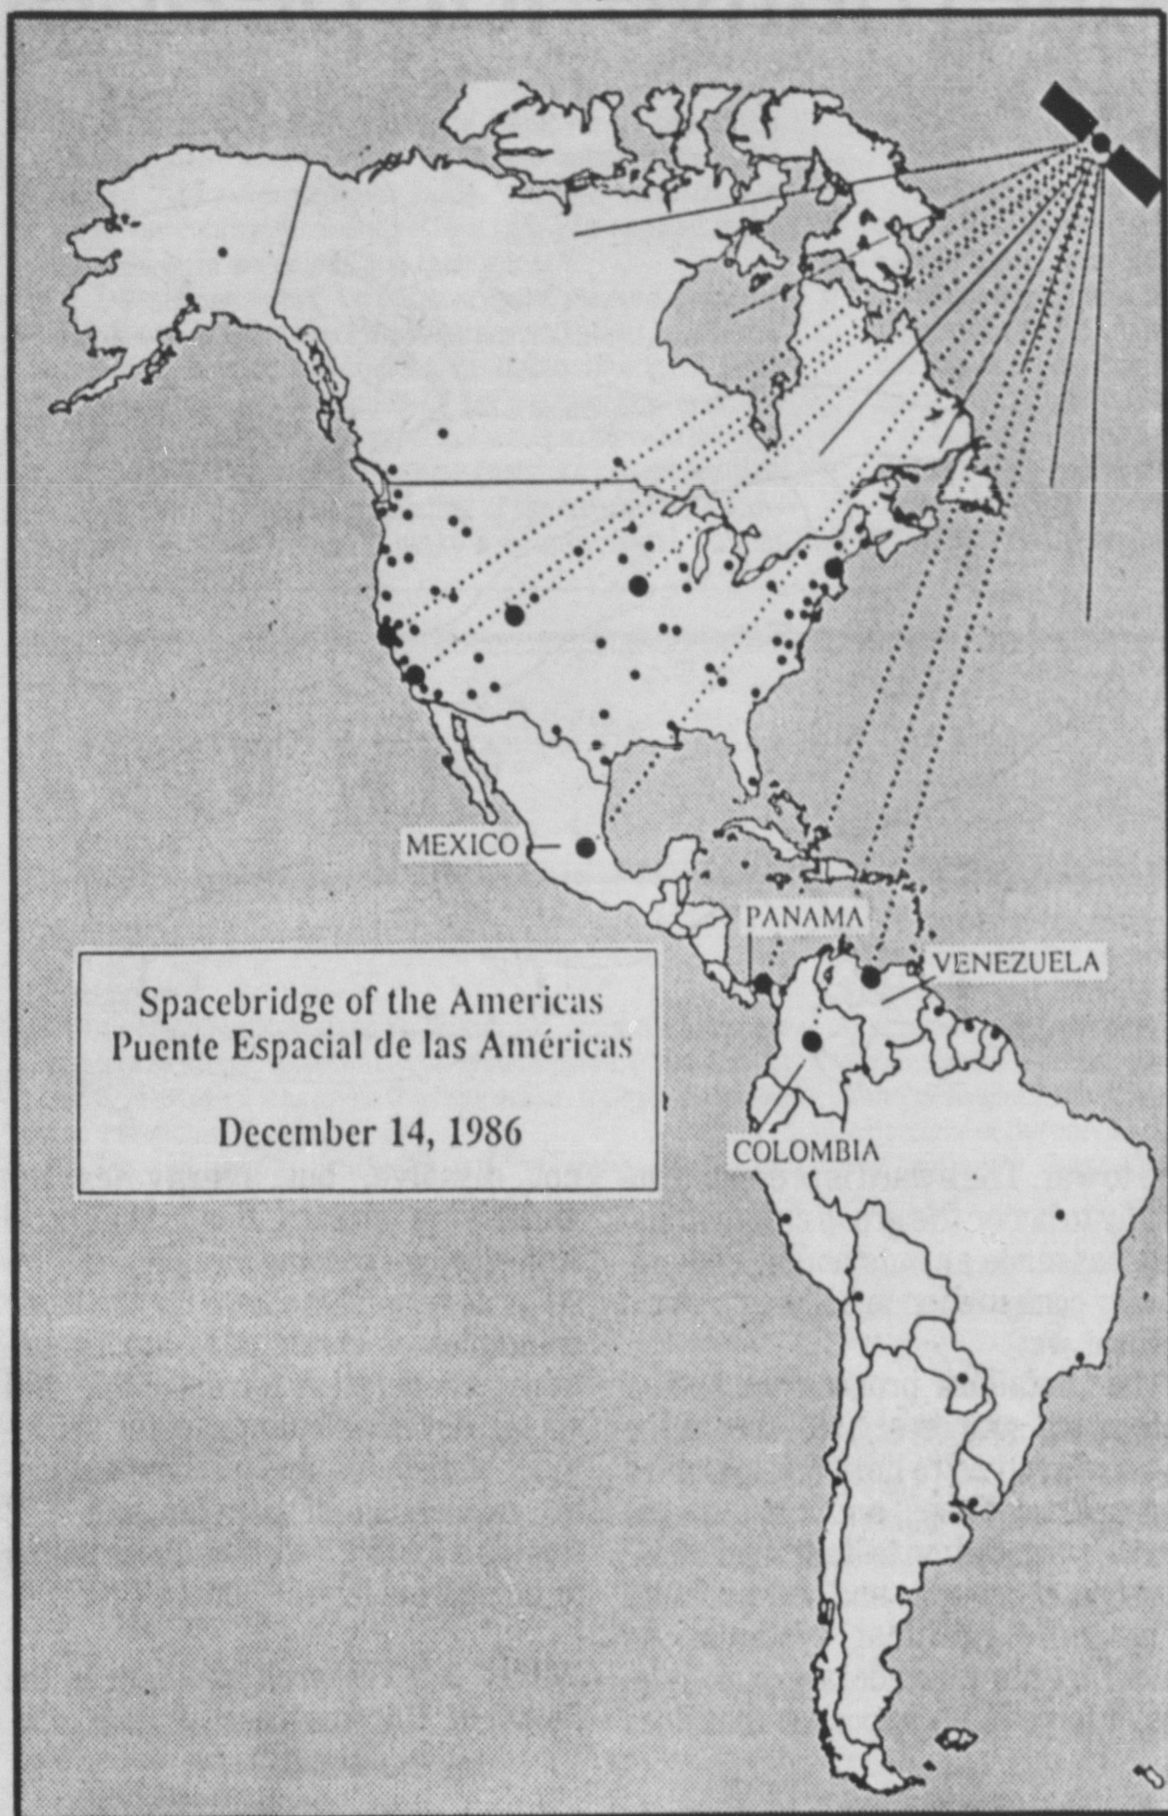 MEXICO
PANAMA
VENEZUELA
Spacebridge of the Americas
Puente Espacial de las Américas
December 14, 1986
COLOMBIA